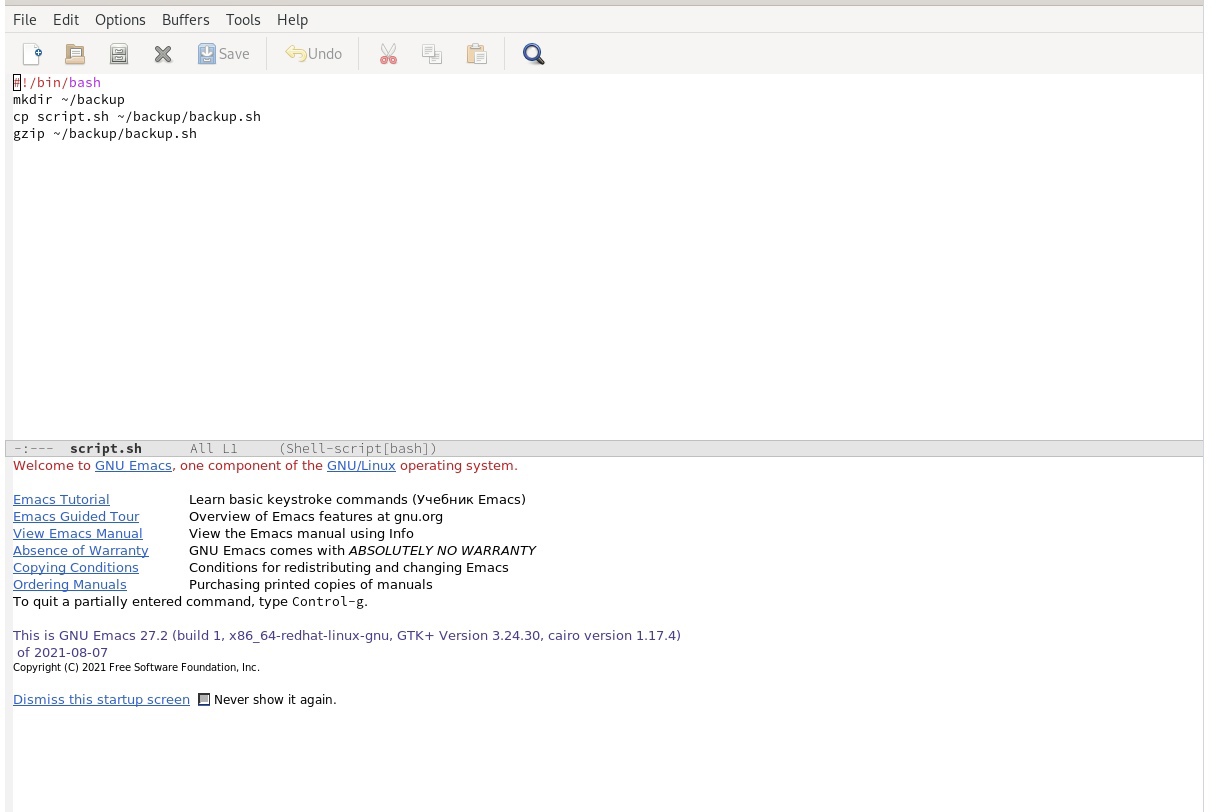 File Edit Options Buffers Tools Help
Save Undo
#!/bin/bash
mkdir ~/backup
cp script.sh ~/backup/backup.sh
gzip ~/backup/backup.sh
-:--- script.sh All L1 (Shell-script[bash])
Welcome to GNU Emacs, one component of the GNU/Linux operating system.
Emacs Tutorial Learn basic keystroke commands (Учебник Emacs)
Emacs Guided Tour Overview of Emacs features at gnu.org
View Emacs Manual View the Emacs manual using Info
Absence of Warranty GNU Emacs comes with ABSOLUTELY NO WARRANTY
Copying Conditions Conditions for redistributing and changing Emacs
Ordering Manuals Purchasing printed copies of manuals
To quit a partially entered command, type Control-g.
This is GNU Emacs 27.2 (build 1, x86_64-redhat-linux-gnu, GTK+ Version 3.24.30, cairo version 1.17.4)
of 2021-08-07
Copyright (C) 2021 Free Software Foundation, Inc.
Dismiss this startup screen Never show it again.